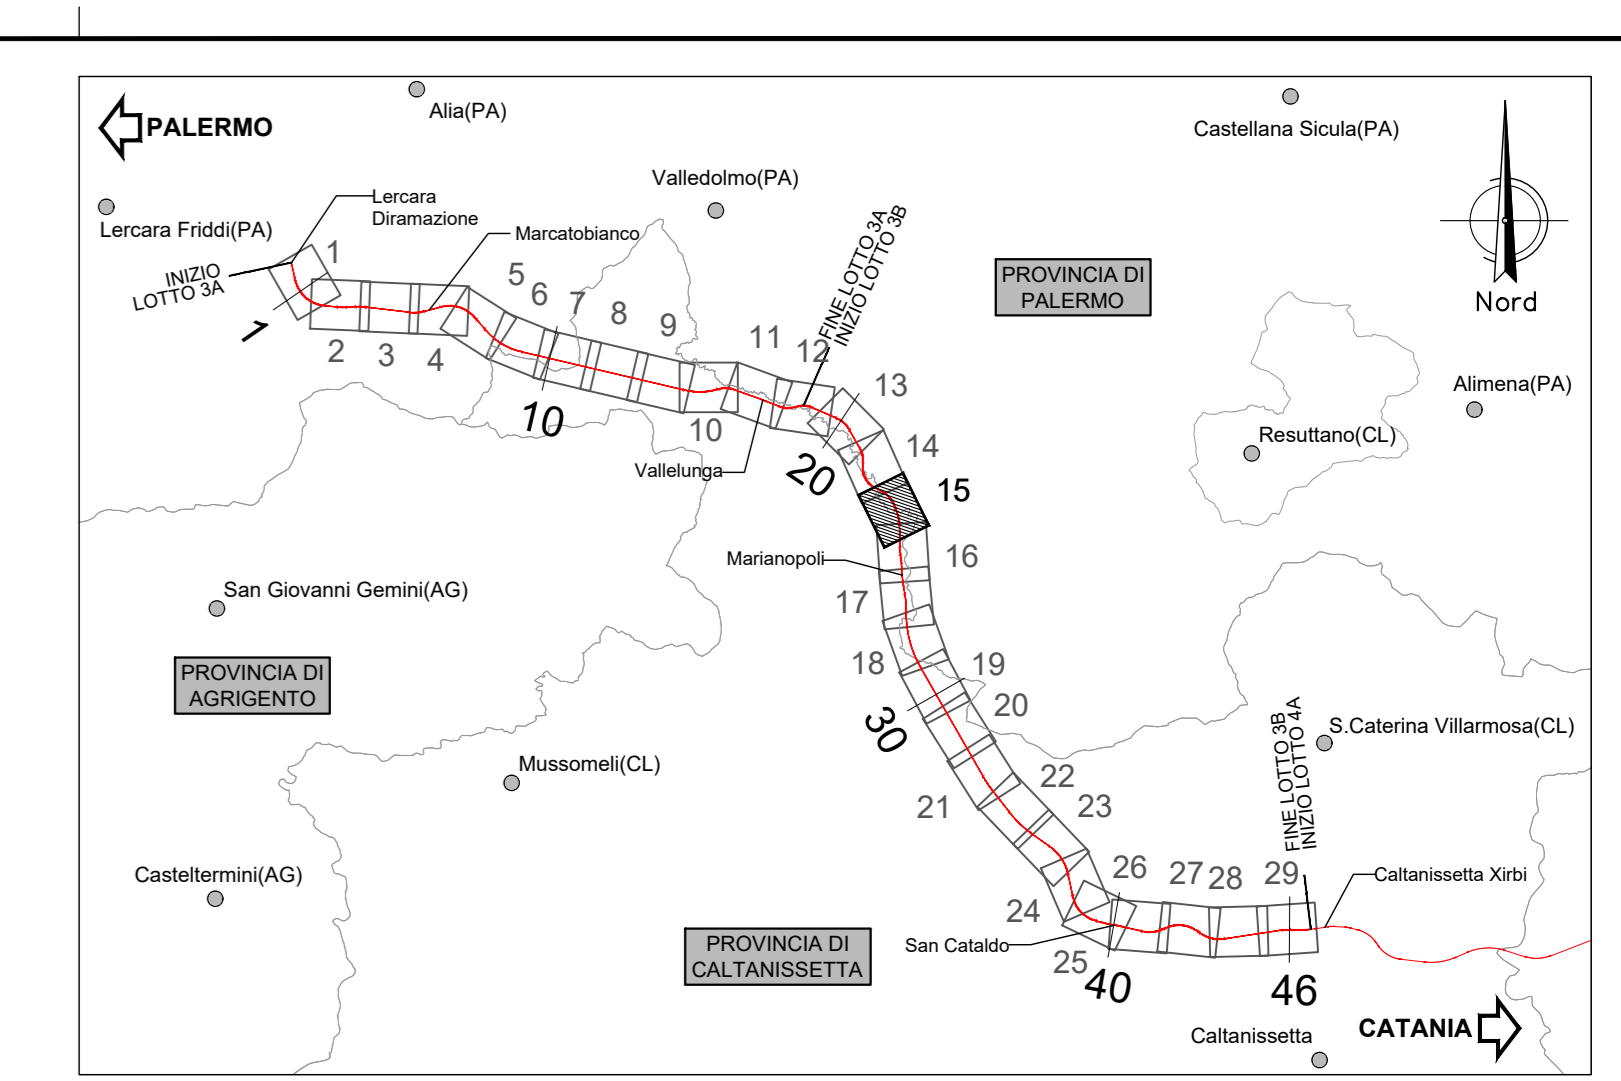 Alia(PA)
PALERMO
Castellana Sicula(PA)
Valledolmo(PA)
Lercara
Diramazione
Lercara Friddi(PA)
Marcatobianco
INIZIO
LOTTO 3A
FINE LOTTO 3A
INIZIO LOTTO 3B
PROVINCIA DI
PALERMO
Nord
1
2
3
4
5
6
7
8
9
10
11
12
13
14
15
16
17
18
19
20
21
22
23
24
25
26
27
28
29
1
10
20
30
40
46
Alimena(PA)
Resuttano(CL)
Vallelunga
Marianopoli
San Giovanni Gemini(AG)
PROVINCIA DI
AGRIGENTO
Mussomeli(CL)
FINE LOTTO 3B
INIZIO LOTTO 4A
S.Caterina Villarmosa(CL)
Casteltermini(AG)
Caltanissetta Xirbi
San Cataldo
PROVINCIA DI
CALTANISSETTA
CATANIA
Caltanissetta